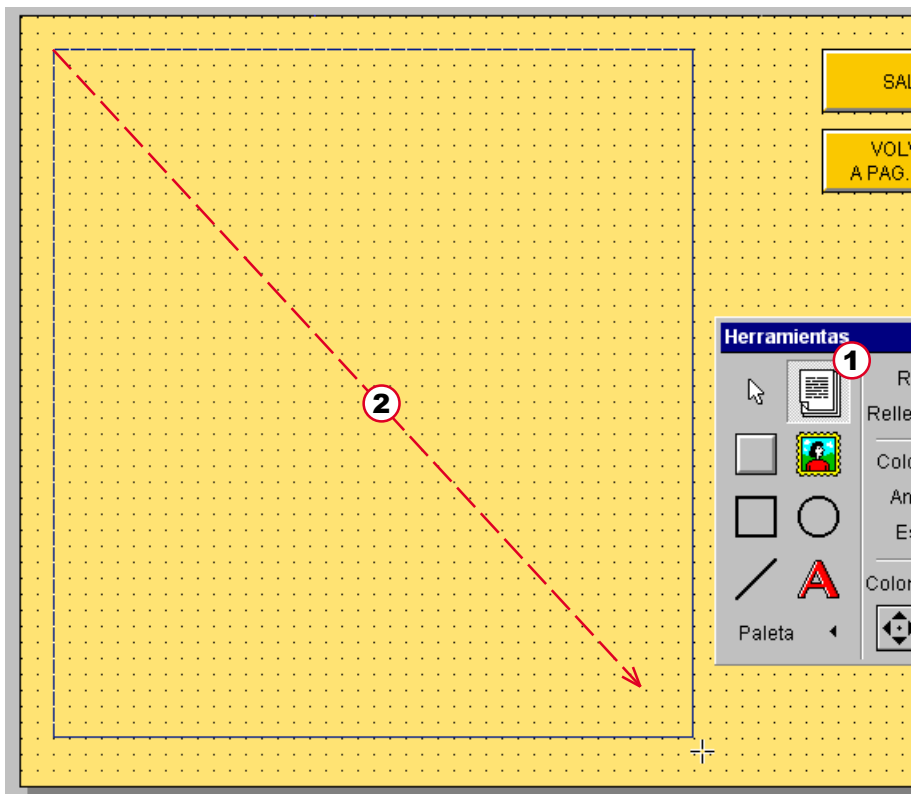 SAL
VOLV
A PAG.
Herramientas
1
R
Relle
2
Colo
An
Es
Color
Paleta